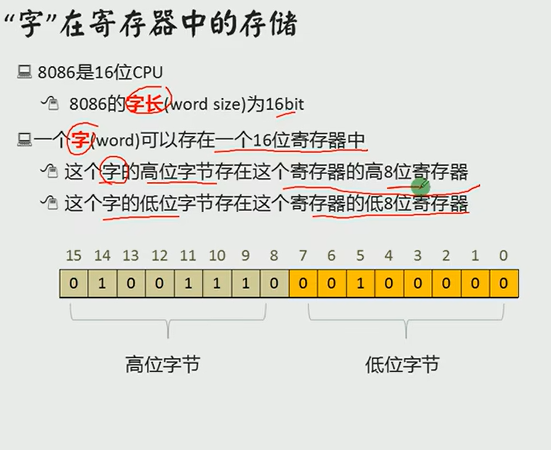 “字”在寄存器中的存储
8086是16位CPU
8086的字长(word size)为16bit
一个字(word)可以存在一个16位寄存器中
这个字的高位字节存在这个寄存器的高8位寄存器
这个字的低位字节存在这个寄存器的低8位寄存器
15 14 13 12 11 10 9 8 7 6 5 4 3 2 1 0
0 1 0 0 1 1 1 0 0 0 1 0 0 0 0 0
高位字节 低位字节